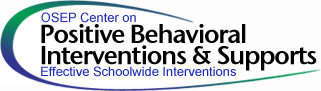 OSEP Center on
Positive Behavioral
Interventions & Supports
Effective Schoolwide Interventions